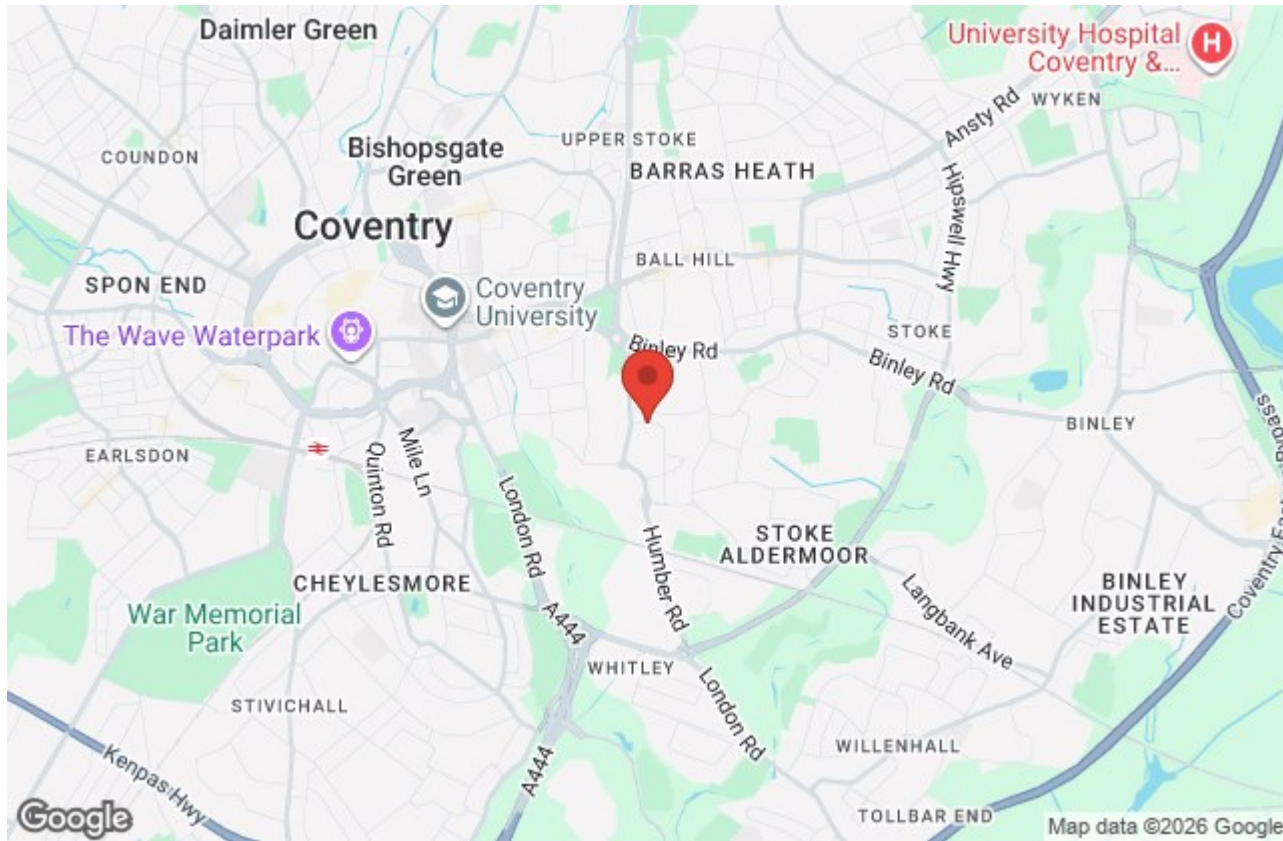 Daimler Green
University Hospital
Coventry &...
H
WYKEN
Ansty Rd
UPPER STOKE
COUNDON
Bishopsgate
Green
BARRAS HEATH
Hipswell Hwy
Coventry
BALL HILL
SPON END
Coventry
University
The Wave Waterpark
STOKE
Binley Rd
Binley Rd
BINLEY
EARLSDON
Mile Ln
Quinton Rd
London Rd
STOKE
ALDERMOOR
Humber Rd
CHEYLESMORE
War Memorial
Park
A444
Langbank Ave
BINLEY
INDUSTRIAL
ESTATE
WHITLEY
London Rd
STIVICHALL
WILLENHALL
A444
Kenpas Hwy
TOLLBAR END
Google
Map data ©2026 Google